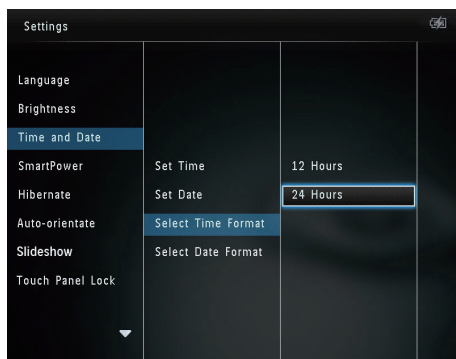 Settings
Language
Brightness
Time and Date
SmartPower
Hibernate
Auto-orientate
Slideshow
Touch Panel Lock
Set Time
Set Date
Select Time Format
Select Date Format
12 Hours
24 Hours